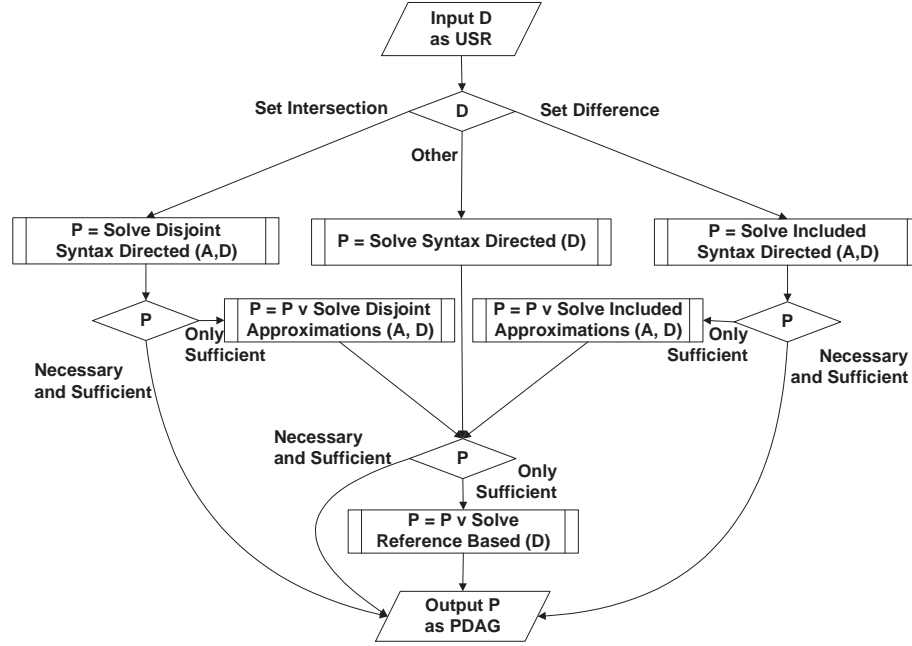 Input D
as USR
Set Intersection
D
Set Difference
Other
P = Solve Disjoint
Syntax Directed (A,D)
P = Solve Syntax Directed (D)
P = Solve Included
Syntax Directed (A,D)
P
P = P v Solve Disjoint
Approximations (A, D)
P = P v Solve Included
Approximations (A, D)
P
Only
Sufficient
Only
Sufficient
Necessary
and Sufficient
Necessary
and Sufficient
Necessary
and Sufficient
P
Only
Sufficient
P = P v Solve
Reference Based (D)
Output P
as PDAG